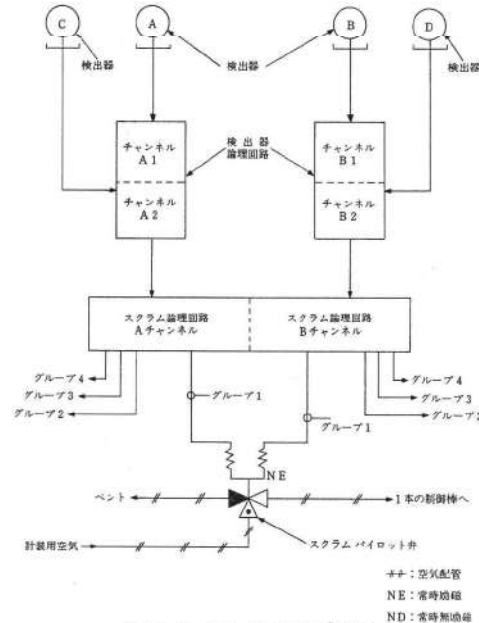 C
A
B
D
検出器
検出器
検出器
チャンネル
A1
検出器
論理回路
チャンネル
B1
チャンネル
A2
チャンネル
B2
スクラム論理回路
Aチャンネル
スクラム論理回路
Bチャンネル
グループ4
グループ3
グループ2
グループ1
グループ1
グループ4
グループ3
グループ2
NE
ベント
1本の制御棒へ
計装用空気
スクラム パイロット弁
:空気配管
NE:常時励磁
ND:常時無励磁